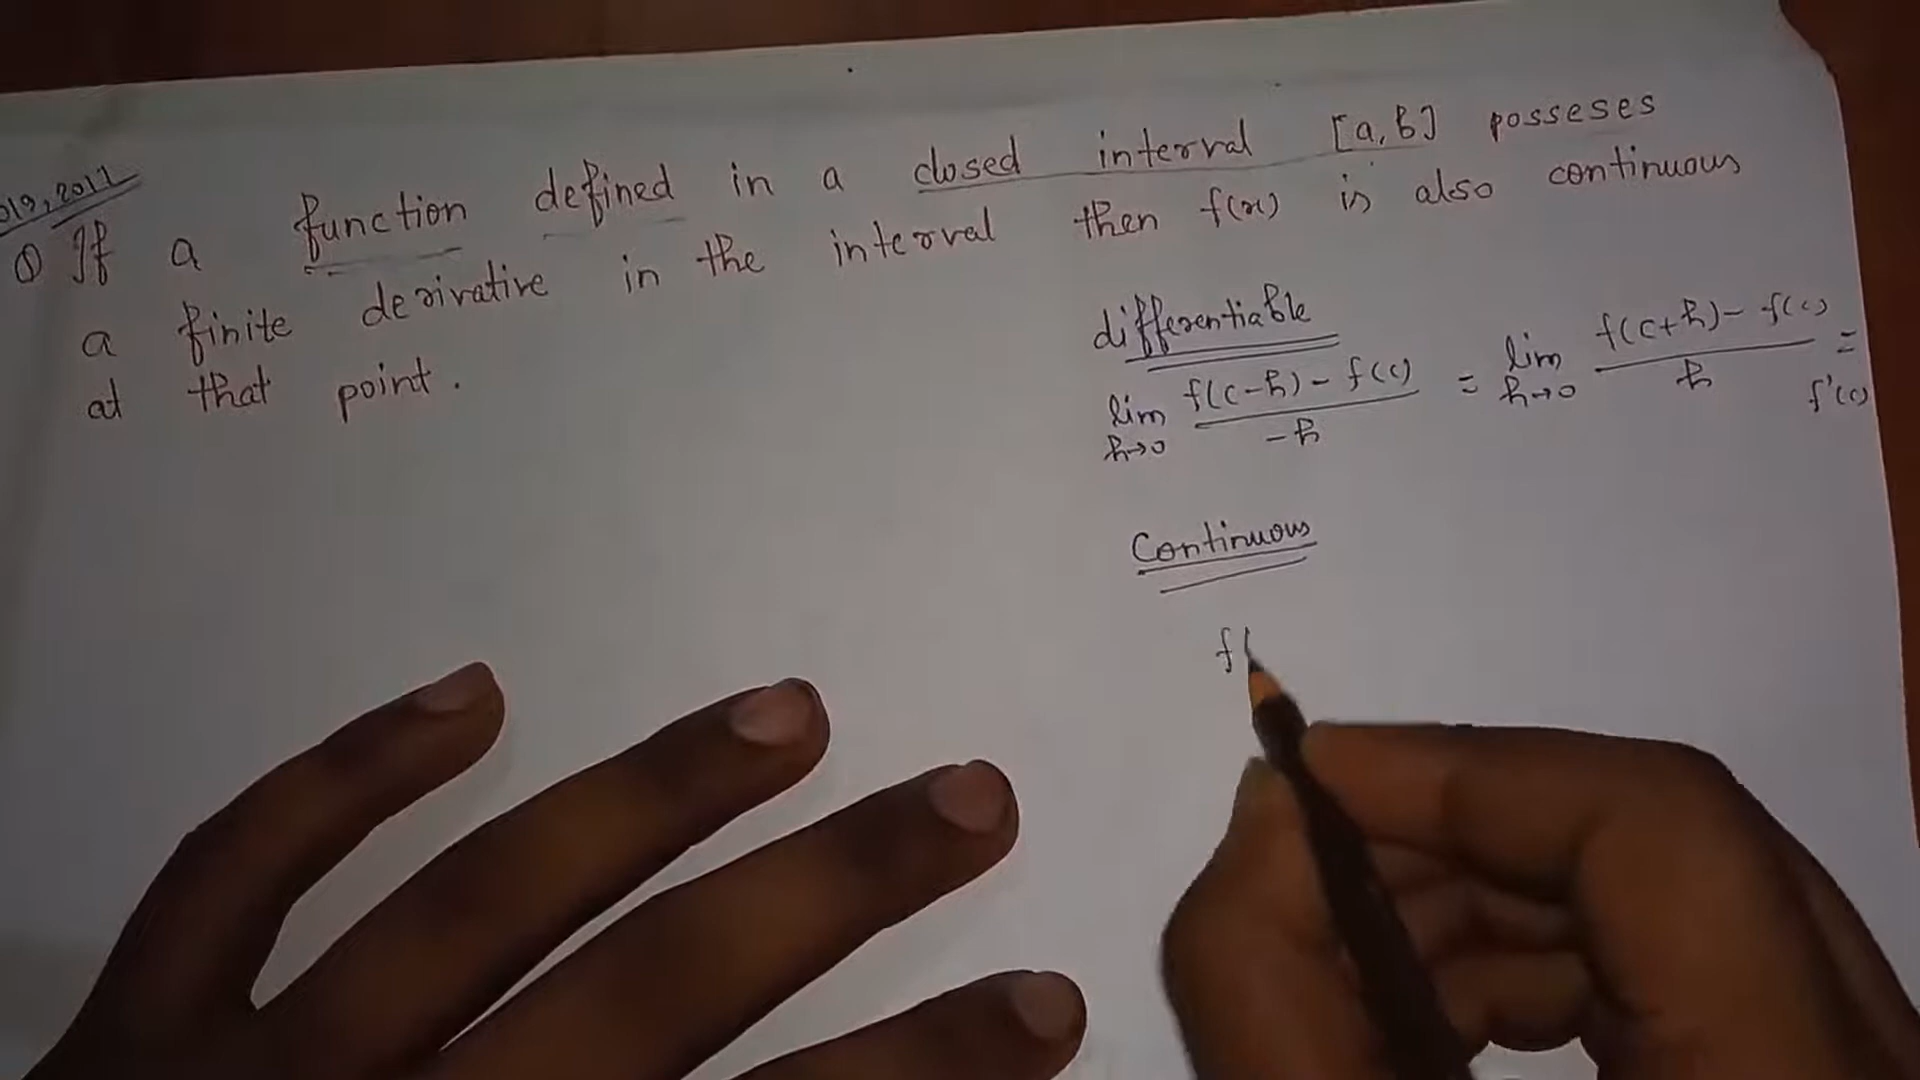 019, 2017
① If a function defined in a closed interval [a,b] posseses
a finite derivative in the interval then f(x) is also continuous
at that point.
differentiable
lim h→0 f(c-h) - f(c) / -h = lim h→0 f(c+h) - f(c) / h = f'(c)
Continuous
f(